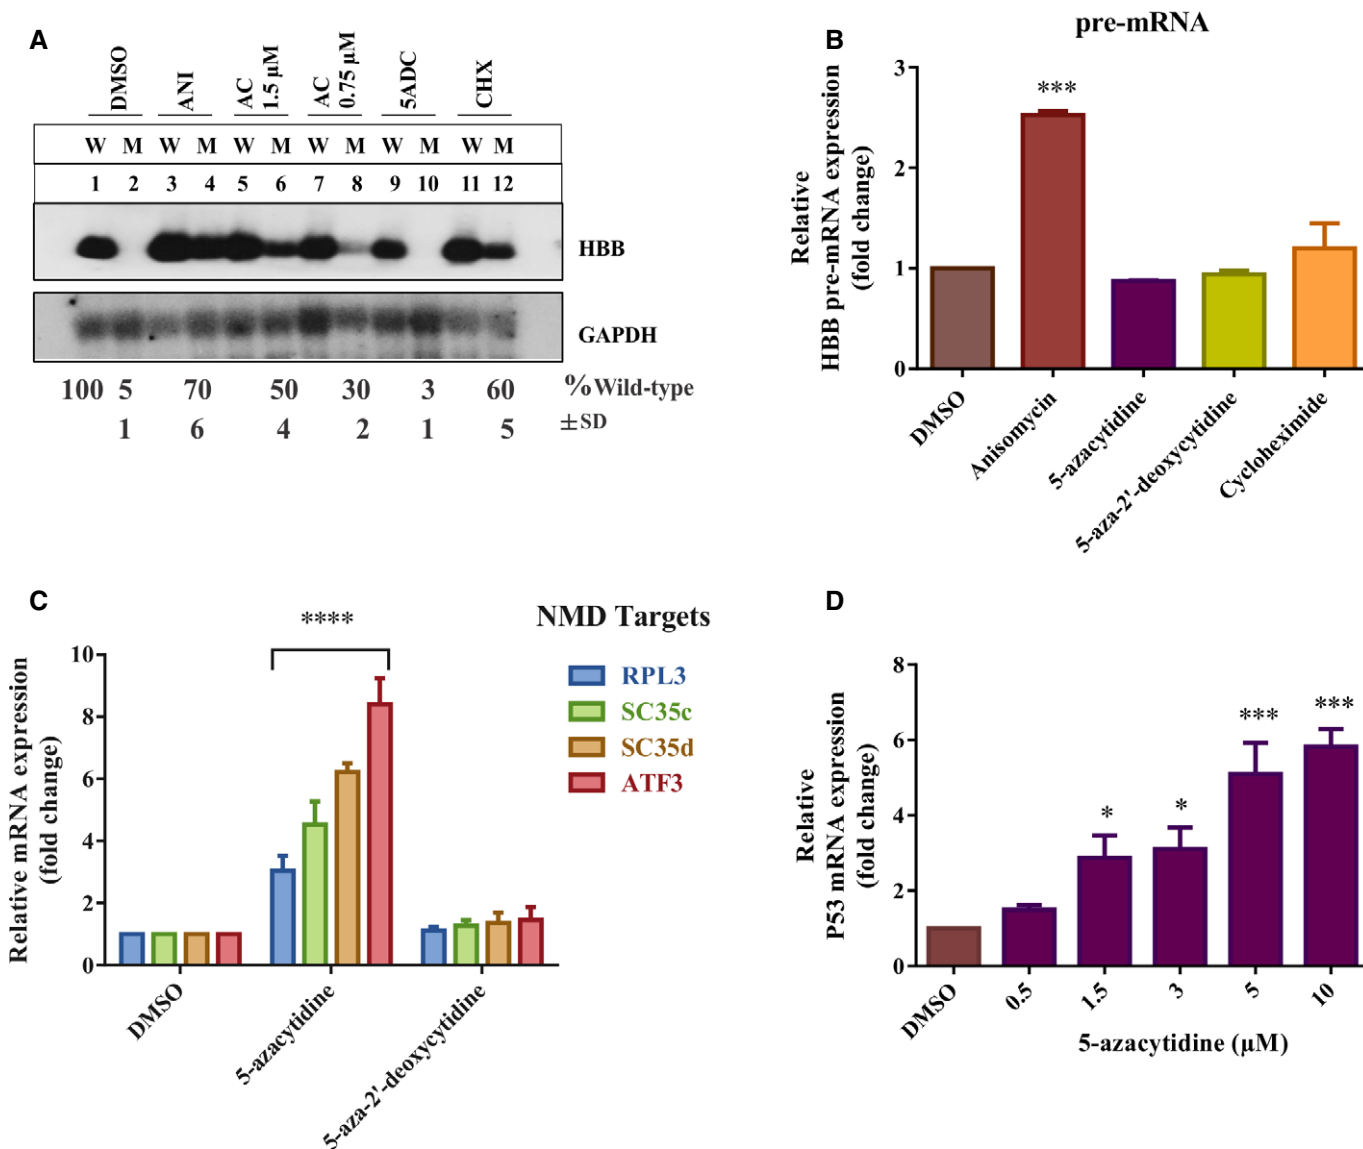 A
DMSO
ANI
AC 1.5 µM
AC 0.75 µM
5ADC
CHX
W M W M W M W M W M W M
1 2 3 4 5 6 7 8 9 10 11 12
HBB
GAPDH
100 5 70 50 30 3 60 %Wild-type
1 6 4 2 1 5 ±SD
B
pre-mRNA
Relative
HBB pre-mRNA expression
(fold change)
3
2
1
0
***
DMSO
Anisomycin
5-azacytidine
5-aza-2'-deoxycytidine
Cycloheximide
C
Relative mRNA expression
(fold change)
10
8
6
4
2
0
****
NMD Targets
RPL3
SC35c
SC35d
ATF3
DMSO
5-azacytidine
5-aza-2'-deoxycytidine
D
Relative
P53 mRNA expression
(fold change)
8
6
4
2
0
* * *** ***
DMSO
0.5
1.5
3
5
10
5-azacytidine (µM)